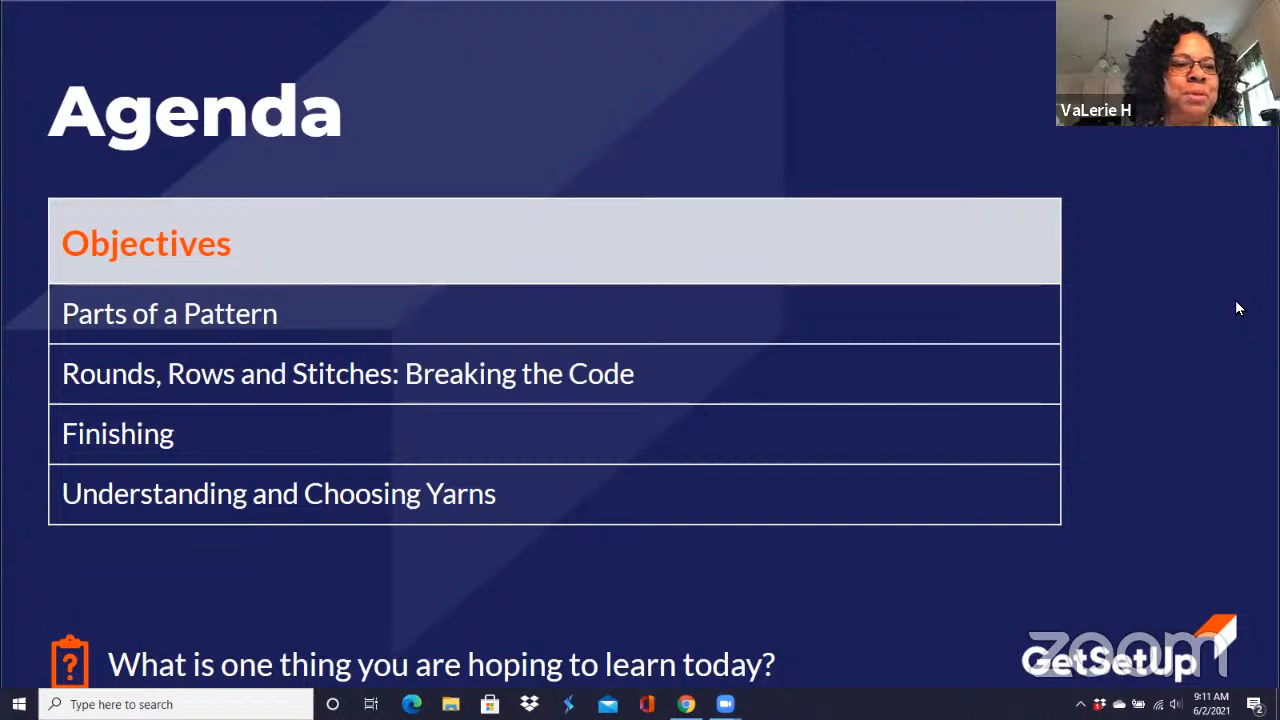 Agenda
VaLerie H
Objectives
Parts of a Pattern
Rounds, Rows and Stitches: Breaking the Code
Finishing
Understanding and Choosing Yarns
?
What is one thing you are hoping to learn today?
zoom
GetSetUp
Type here to search
9:11 AM
6/2/2021
2